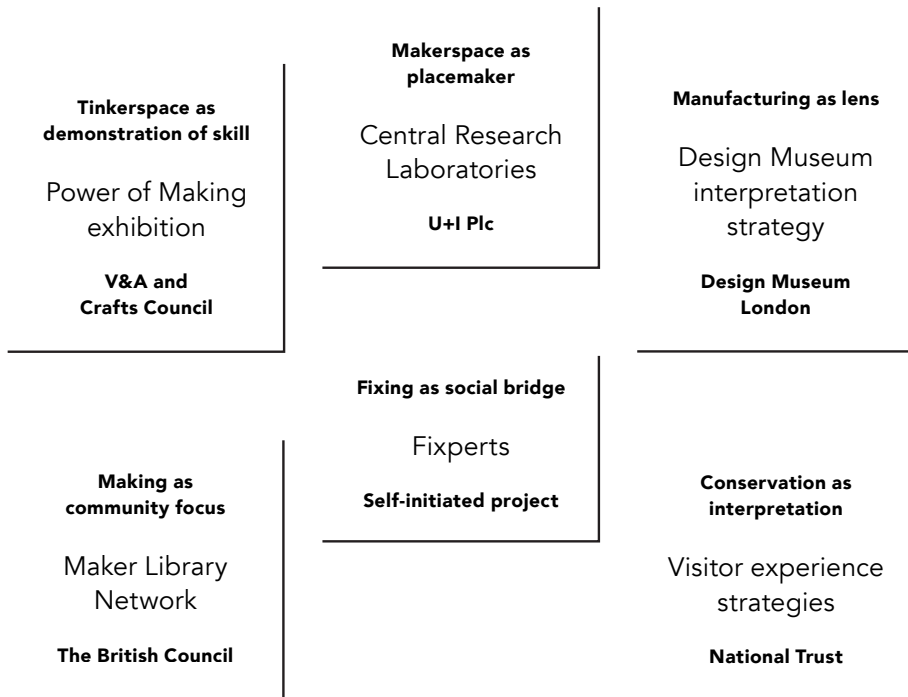 Tinkerspace as
demonstration of skill
Power of Making
exhibition
V&A and
Crafts Council
Makerspace as
placemaker
Central Research
Laboratories
U+I Plc
Manufacturing as lens
Design Museum
interpretation
strategy
Design Museum
London
Making as
community focus
Maker Library
Network
The British Council
Fixing as social bridge
Fixperts
Self-initiated project
Conservation as
interpretation
Visitor experience
strategies
National Trust